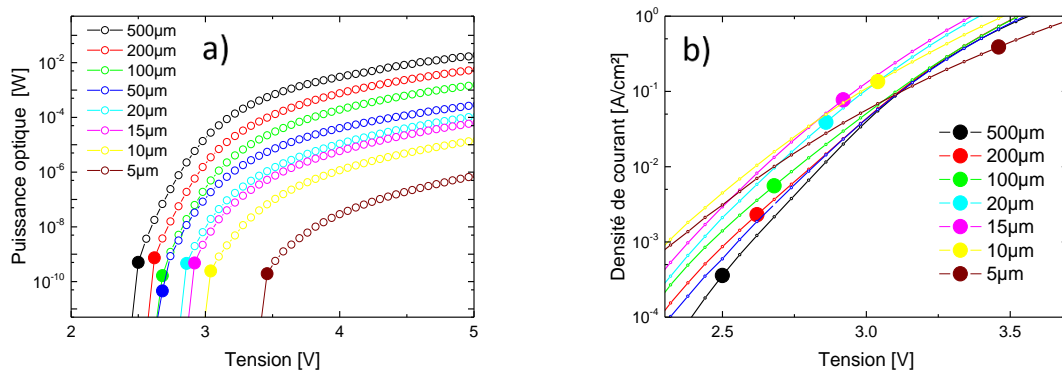 a)
500µm
200µm
100µm
50µm
20µm
15µm
10µm
5µm
Puissance optique [W]
10⁻²
10⁻⁴
10⁻⁶
10⁻⁸
10⁻¹⁰
2 3 4 5
Tension [V]
b)
Densité de courant [A/cm²]
10⁰
10⁻¹
10⁻²
10⁻³
10⁻⁴
500µm
200µm
100µm
20µm
15µm
10µm
5µm
2.5 3.0 3.5
Tension [V]